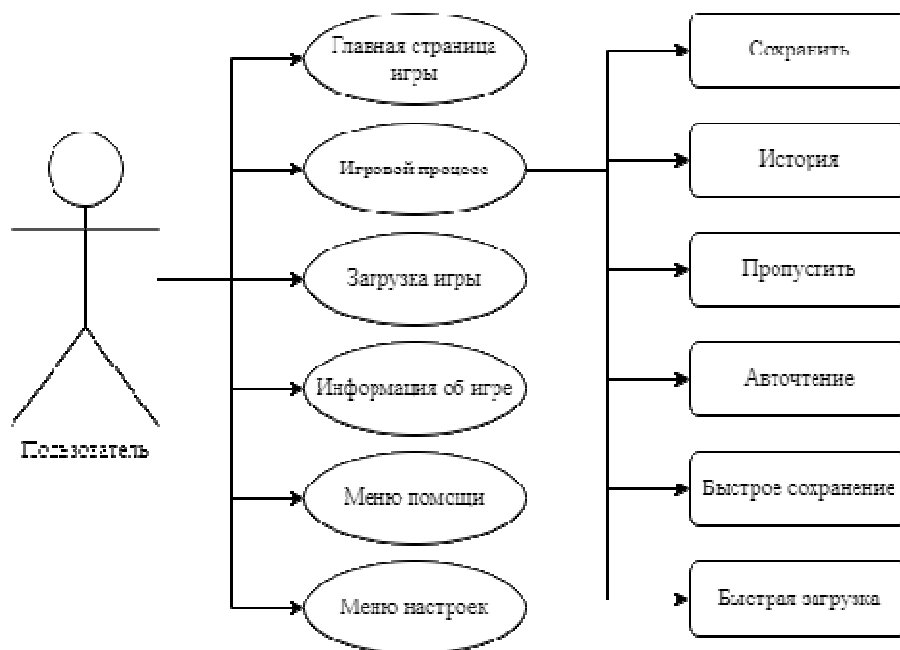 Главная страница
игры
Игровой процесс
Загрузка игры
Информация об игре
Меню помощи
Меню настроек
Пользователь
Сохранить
История
Пропустить
Авточтение
Быстрое сохранение
Быстрая загрузка